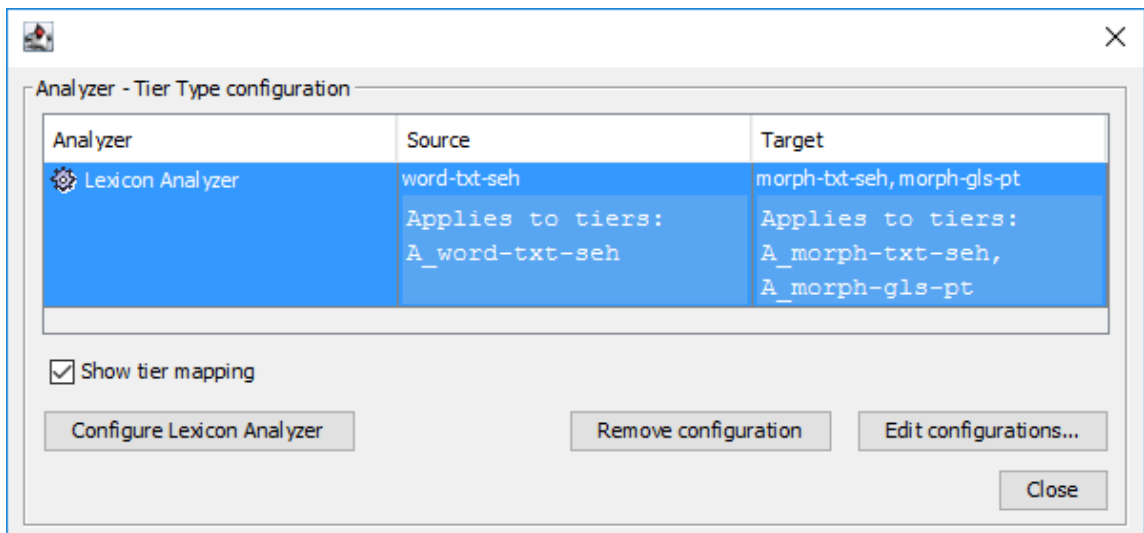 Analyzer - Tier Type configuration
Analyzer Source Target
Lexicon Analyzer word-txt-seh morph-txt-seh, morph-gls-pt
Applies to tiers: Applies to tiers:
A_word-txt-seh A_morph-txt-seh,
A_morph-gls-pt
Show tier mapping
Configure Lexicon Analyzer Remove configuration Edit configurations...
Close